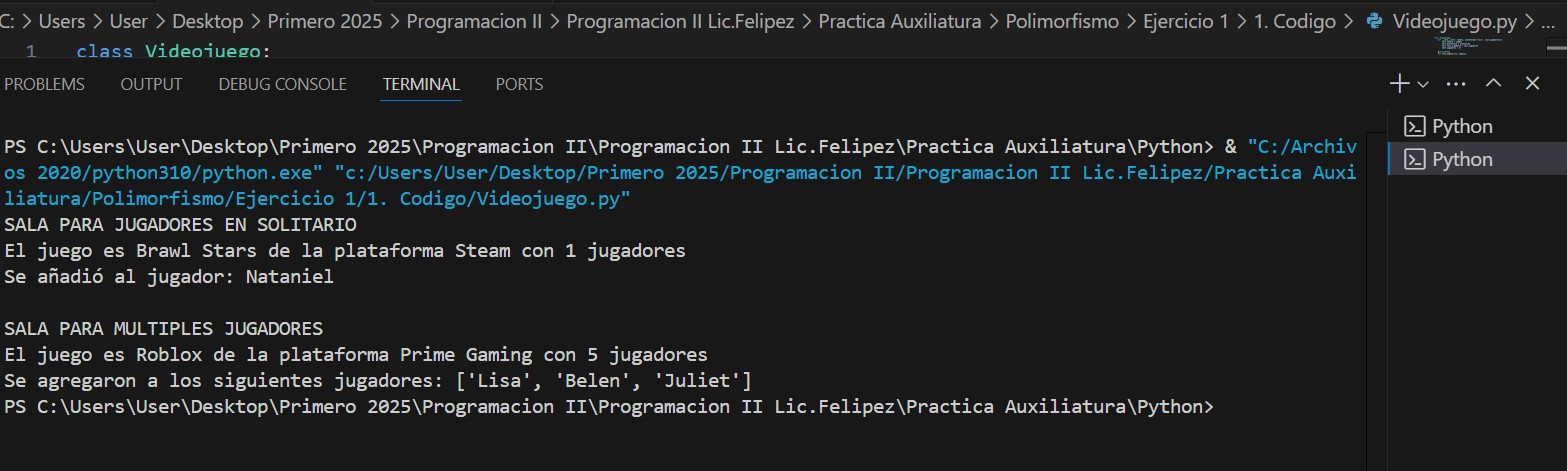 C: > Users > User > Desktop > Primero 2025 > Programacion II > Programacion II Lic.Felipez > Practica Auxiliatura > Polimorfismo > Ejercicio 1 > 1. Codigo > Videojuego.py > ...
1 class Videojuego:
PROBLEMS OUTPUT DEBUG CONSOLE TERMINAL PORTS
Python
Python
PS C:\Users\User\Desktop\Primero 2025\Programacion II\Programacion II Lic.Felipez\Practica Auxiliatura\Python> & "C:/Archiv
os 2020/python310/python.exe" "c:/Users/User/Desktop/Primero 2025/Programacion II/Programacion II Lic.Felipez/Practica Auxi
liatura/Polimorfismo/Ejercicio 1/1. Codigo/Videojuego.py"
SALA PARA JUGADORES EN SOLITARIO
El juego es Brawl Stars de la plataforma Steam con 1 jugadores
Se añadió al jugador: Nataniel
SALA PARA MULTIPLES JUGADORES
El juego es Roblox de la plataforma Prime Gaming con 5 jugadores
Se agregaron a los siguientes jugadores: ['Lisa', 'Belen', 'Juliet']
PS C:\Users\User\Desktop\Primero 2025\Programacion II\Programacion II Lic.Felipez\Practica Auxiliatura\Python>